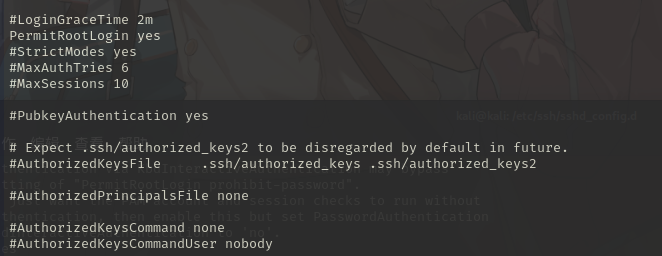 #LoginGraceTime 2m
PermitRootLogin yes
#StrictModes yes
#MaxAuthTries 6
#MaxSessions 10
#PubkeyAuthentication yes
# Expect .ssh/authorized_keys2 to be disregarded by default in future.
#AuthorizedKeysFile     .ssh/authorized_keys .ssh/authorized_keys2
#AuthorizedPrincipalsFile none
#AuthorizedKeysCommand none
#AuthorizedKeysCommandUser nobody